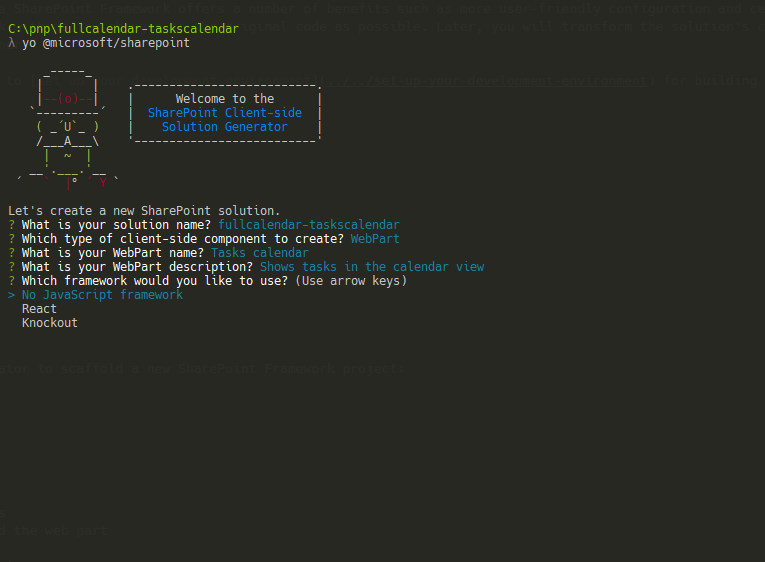 C:\pnp\fullcalendar-taskscalendar
λ yo @microsoft/sharepoint
Welcome to the
SharePoint Client-side
Solution Generator
Let's create a new SharePoint solution.
? What is your solution name? fullcalendar-taskscalendar
? Which type of client-side component to create? WebPart
? What is your WebPart name? Tasks calendar
? What is your WebPart description? Shows tasks in the calendar view
? Which framework would you like to use? (Use arrow keys)
> No JavaScript framework
React
Knockout